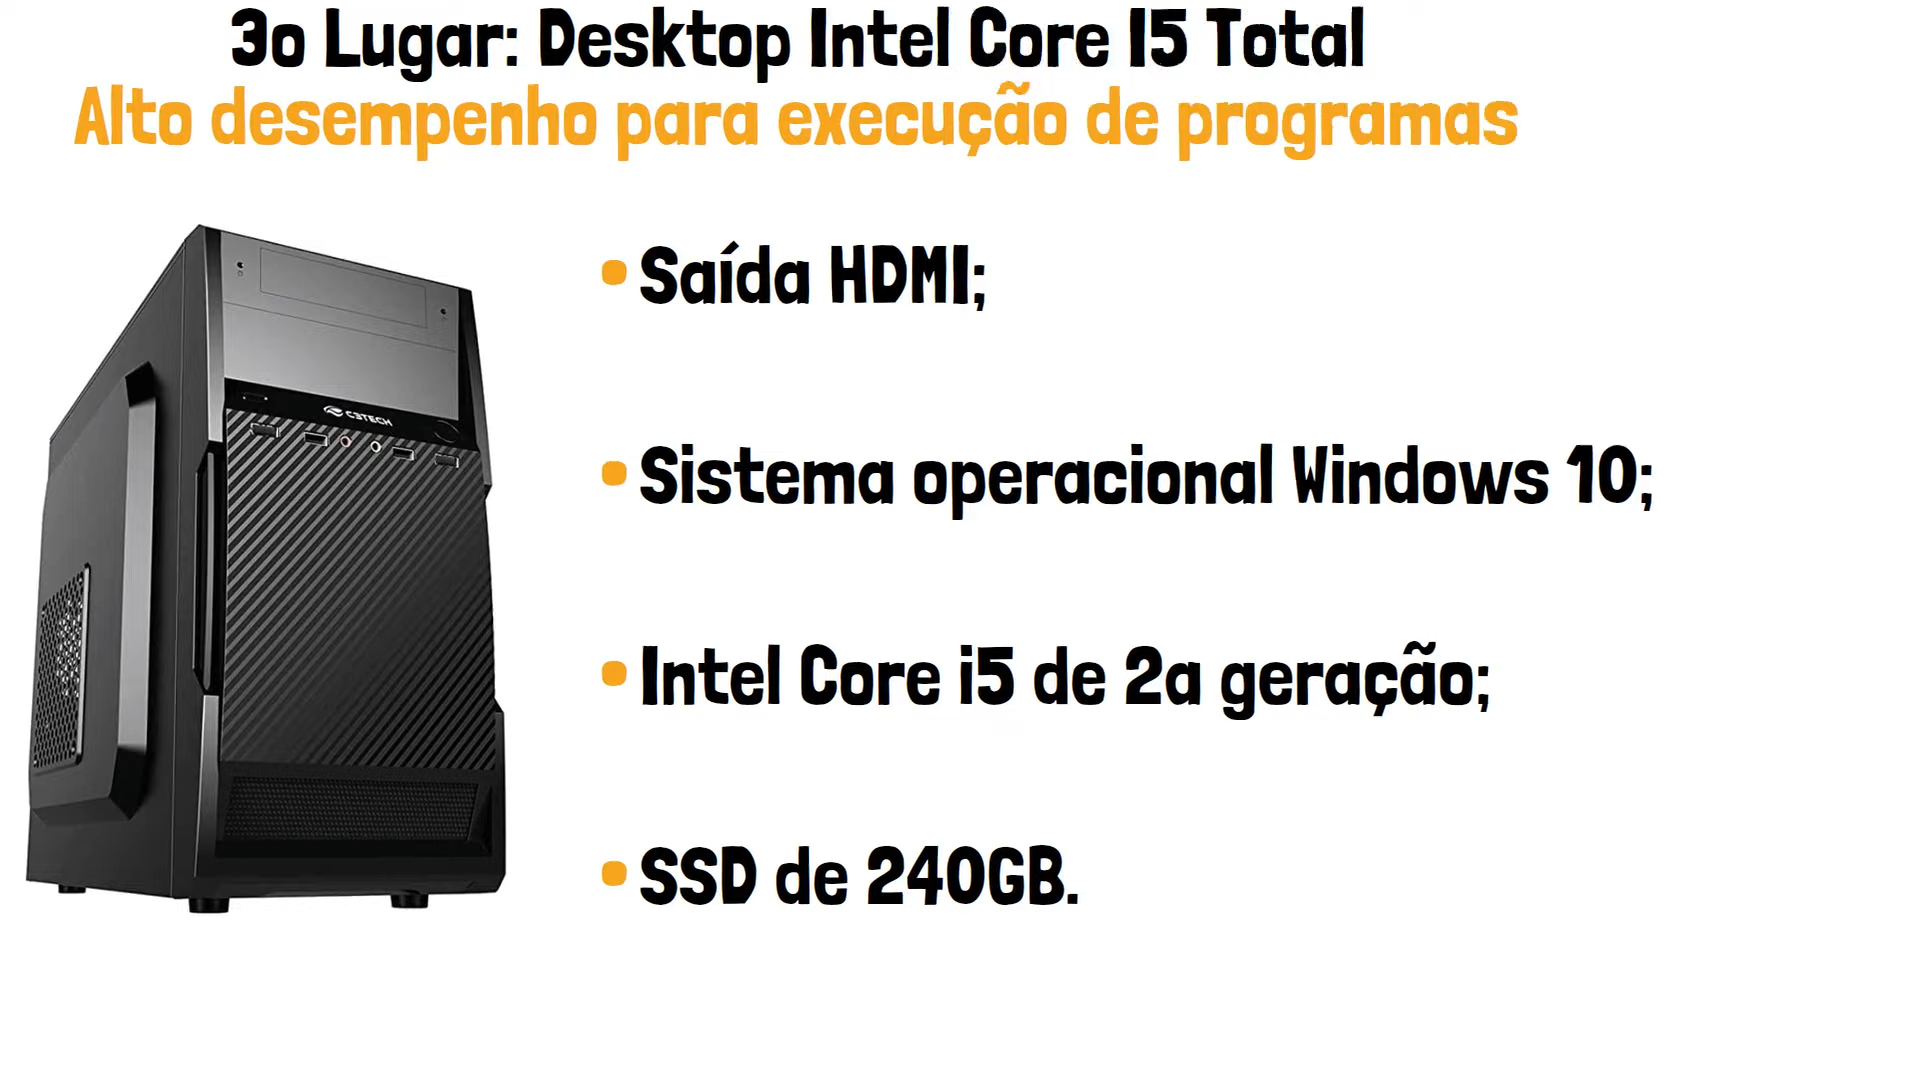 3o Lugar: Desktop Intel Core I5 Total
Alto desempenho para execução de programas
• Saída HDMI;
• Sistema operacional Windows 10;
• Intel Core i5 de 2a geração;
• SSD de 240GB.
C3TECH